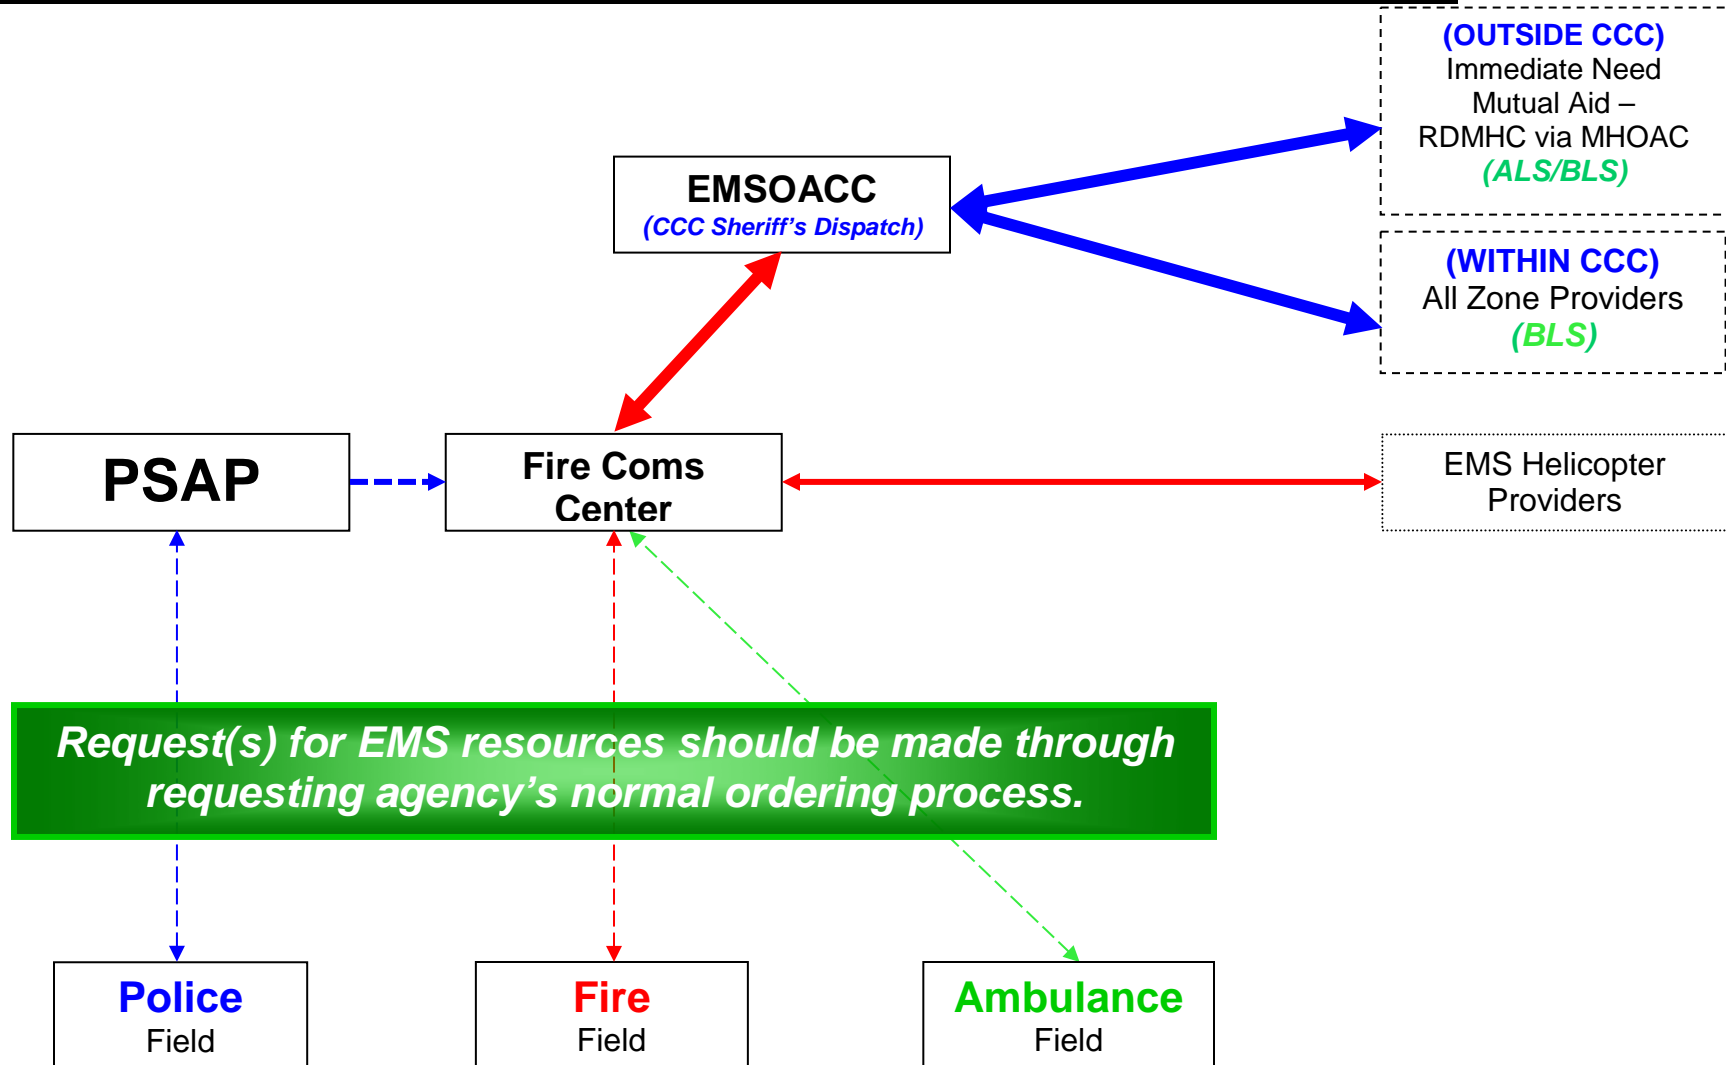 (OUTSIDE CCC)
Immediate Need
Mutual Aid –
RDMHC via MHOAC
(ALS/BLS)
EMSOACC
(CCC Sheriff’s Dispatch)
(WITHIN CCC)
All Zone Providers
(BLS)
PSAP
Fire Coms
Center
EMS Helicopter
Providers
Request(s) for EMS resources should be made through
requesting agency’s normal ordering process.
Police
Field
Fire
Field
Ambulance
Field